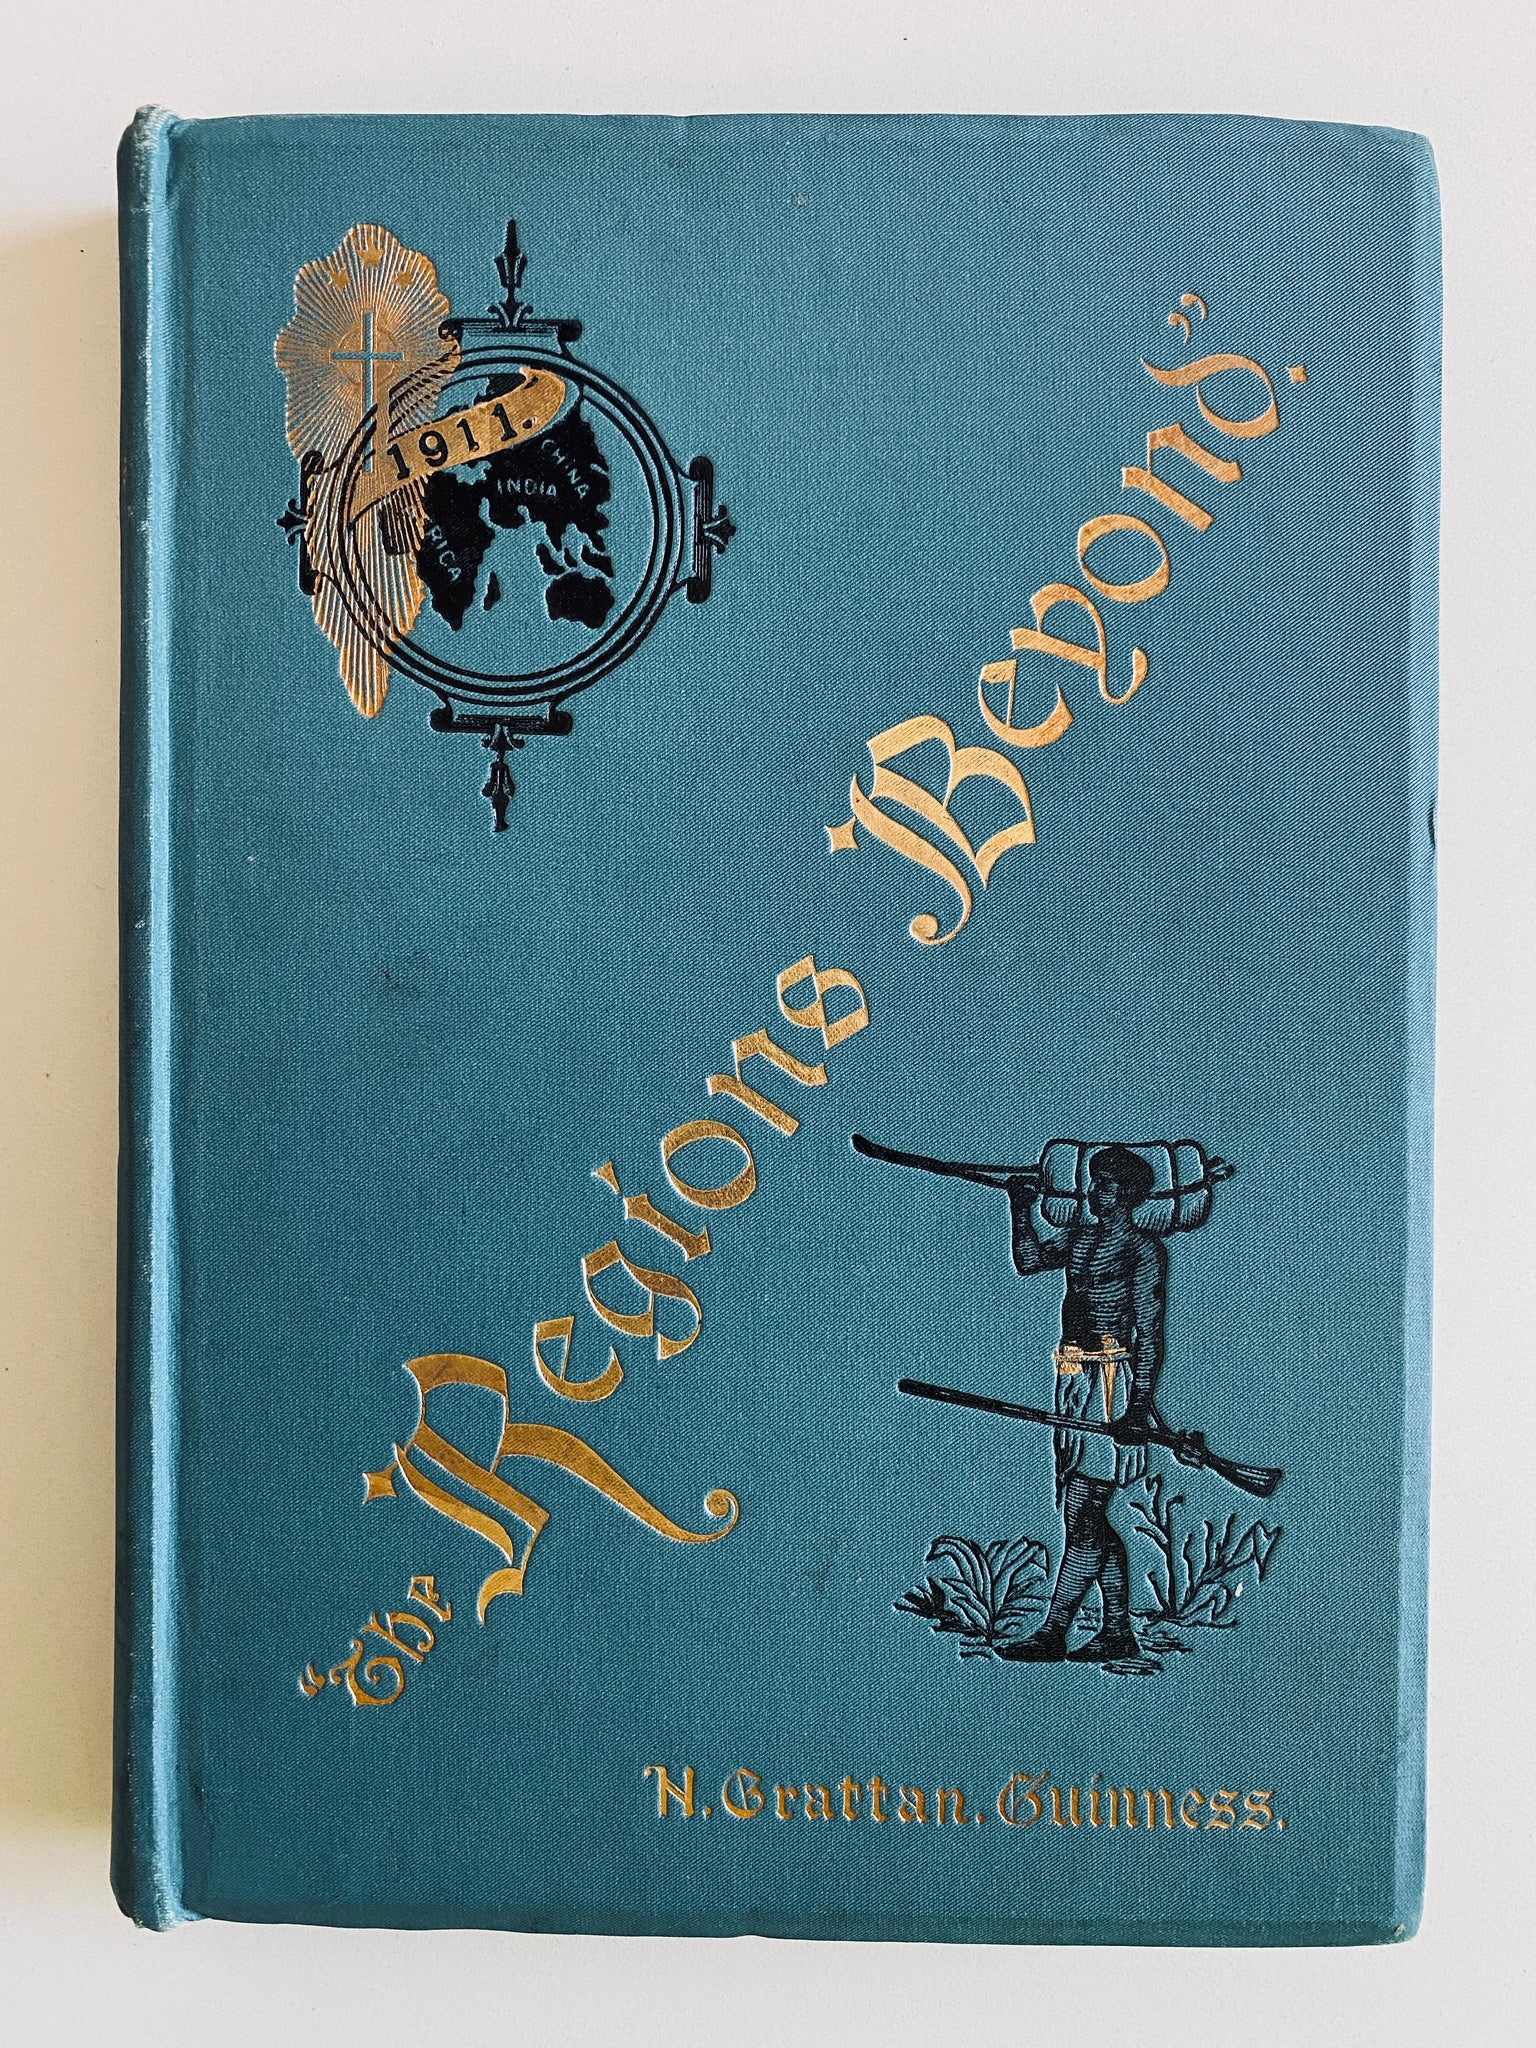 1911.
CHINA
INDIA
RICA
"The Regions Beyond".
H. Grattan. Guinness.